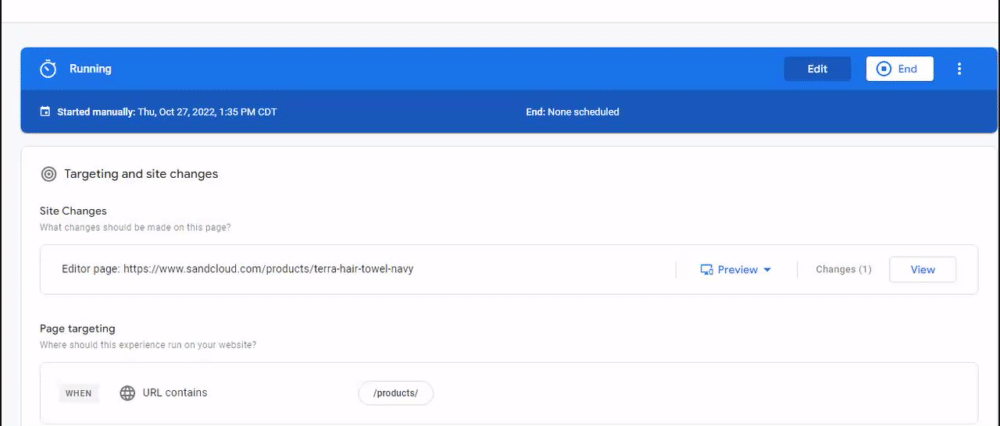 Running
Edit
End
Started manually: Thu, Oct 27, 2022, 1:35 PM CDT
End: None scheduled
Targeting and site changes
Site Changes
What changes should be made on this page?
Editor page: https://www.sandcloud.com/products/terra-hair-towel-navy
Preview
Changes (1)
View
Page targeting
Where should this experience run on your website?
WHEN
URL contains
/products/